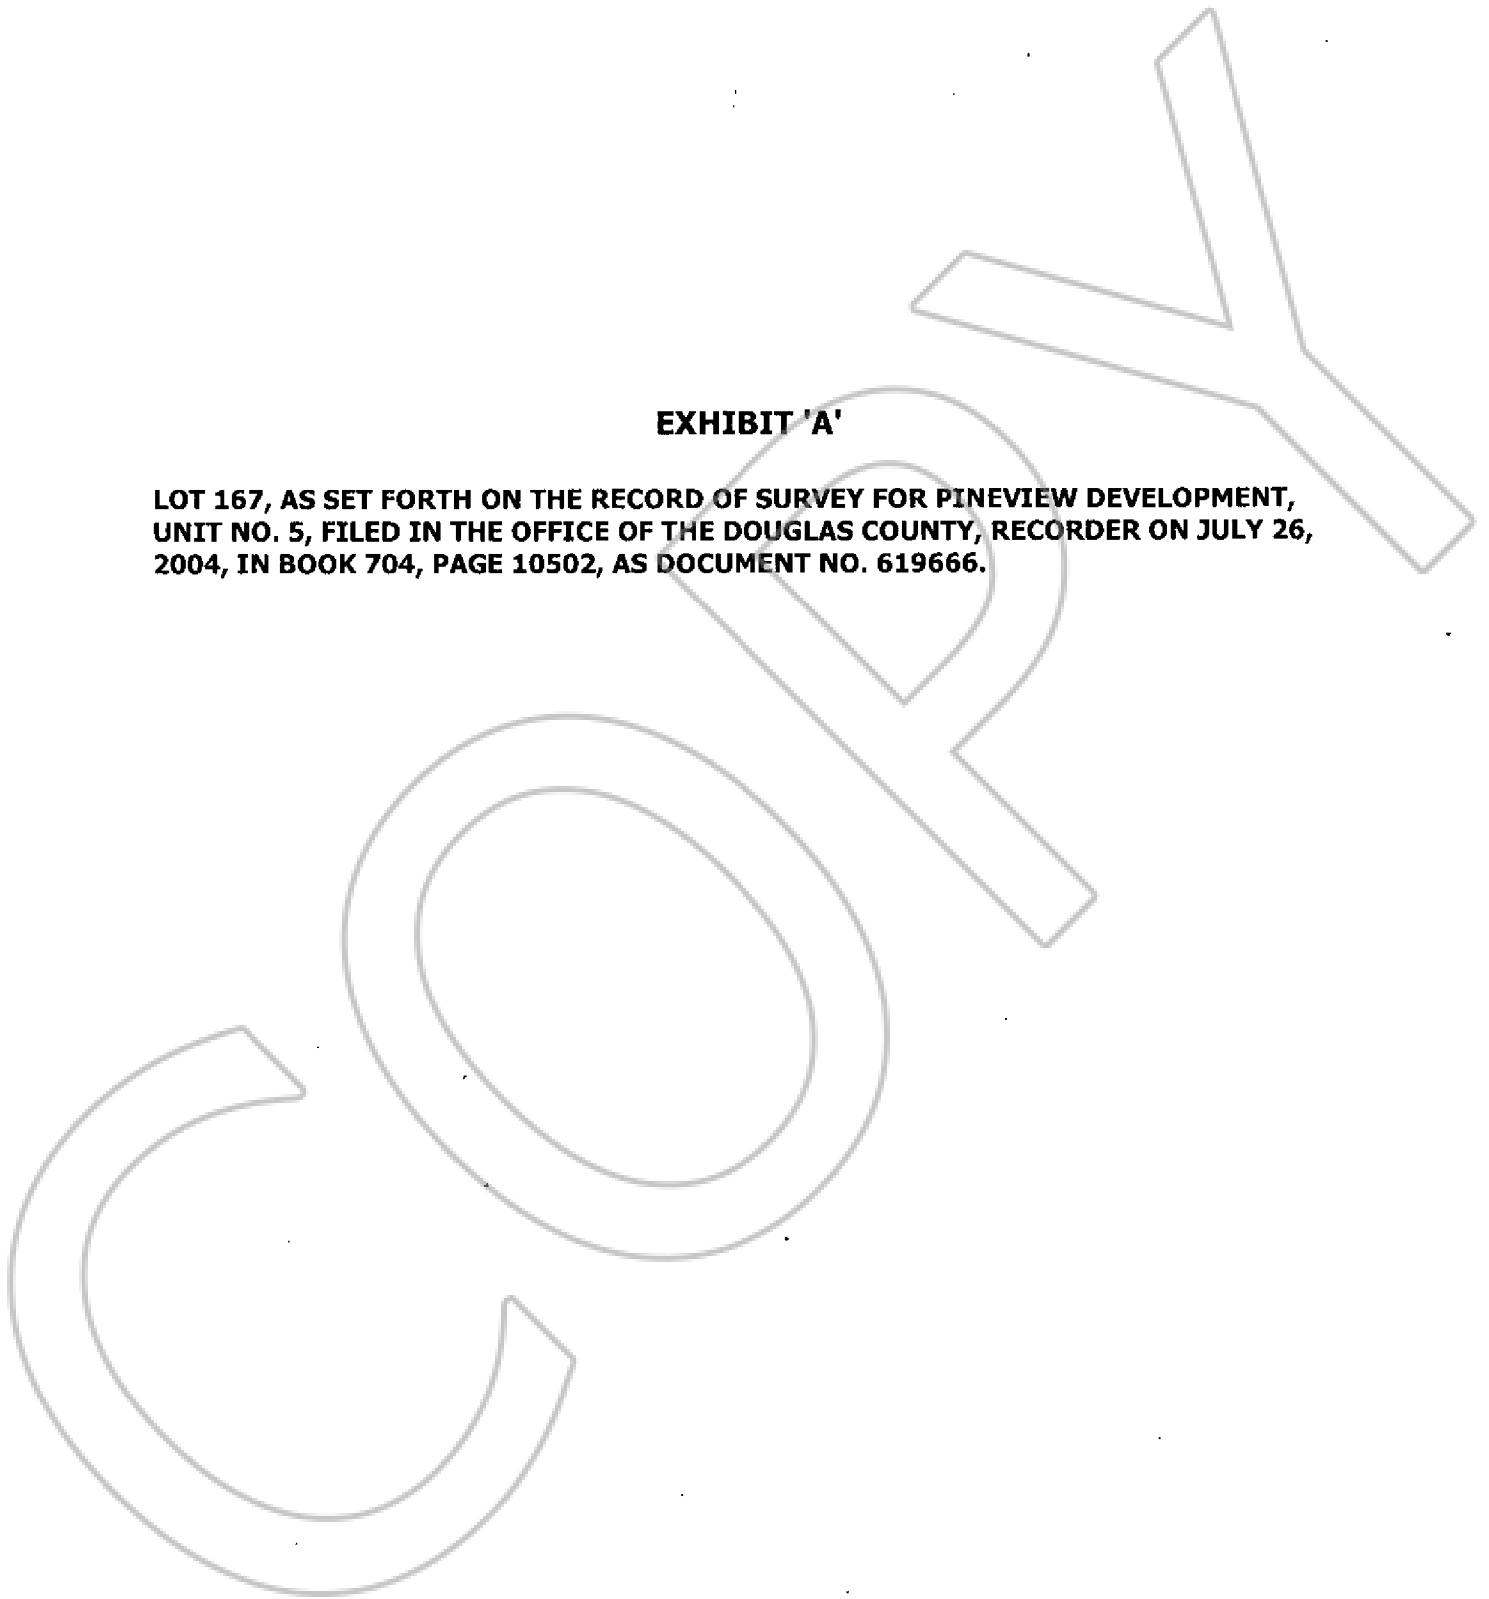 EXHIBIT 'A'
LOT 167, AS SET FORTH ON THE RECORD OF SURVEY FOR PINEVIEW DEVELOPMENT,
UNIT NO. 5, FILED IN THE OFFICE OF THE DOUGLAS COUNTY, RECORDER ON JULY 26,
2004, IN BOOK 704, PAGE 10502, AS DOCUMENT NO. 619666.
COPY